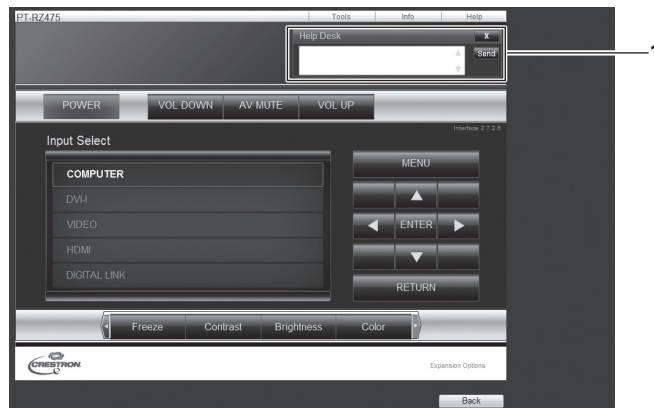 PT-RZ475 Tools Info Help
Help Desk X
Send
1
POWER VOL DOWN AV MUTE VOL UP
Interface 2.7.2.6
Input Select
COMPUTER
DVI-I
VIDEO
HDMI
DIGITAL LINK
MENU
ENTER
RETURN
Freeze Contrast Brightness Color
CRESTRON
Expansion Options
Back